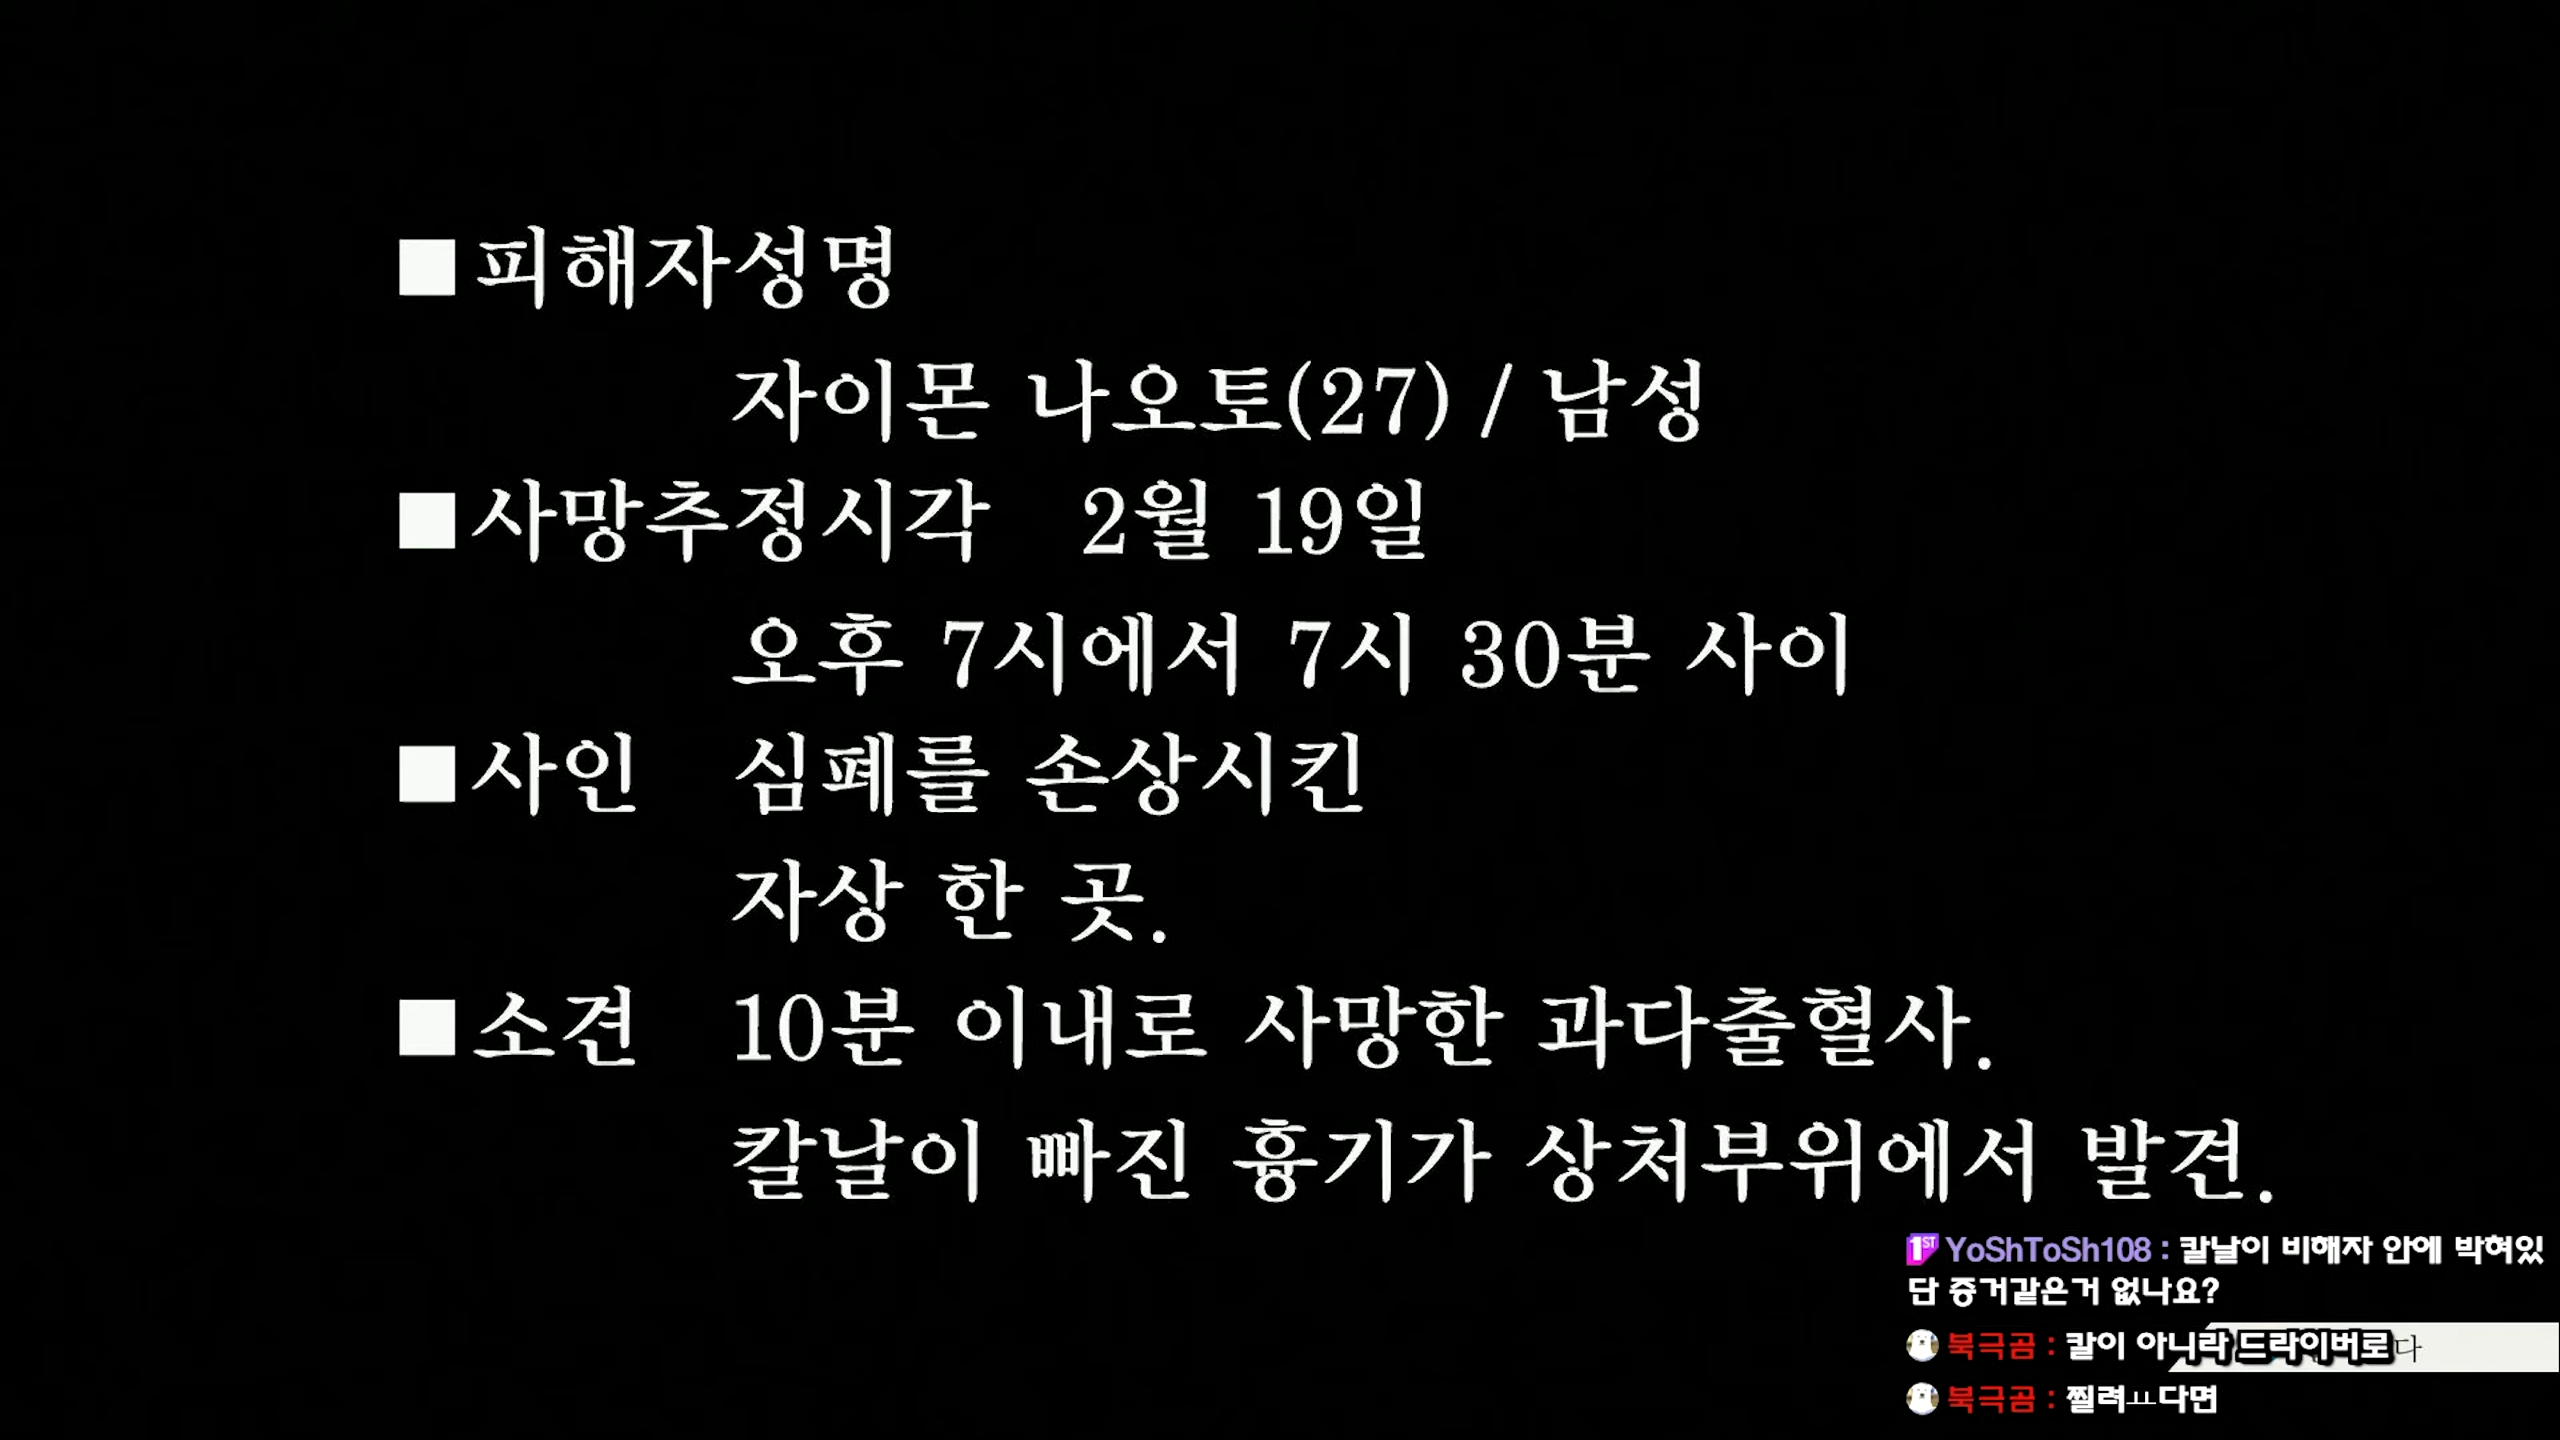 ■피해자성명
자이몬 나오토(27) / 남성
■사망추정시각 2월 19일
오후 7시에서 7시 30분 사이
■사인 심폐를 손상시킨
자상 한 곳.
■소견 10분 이내로 사망한 과다출혈사.
칼날이 빠진 흉기가 상처부위에서 발견.
1ST YoShToSh108 : 칼날이 비해자 안에 박혀있
단 증거같은거 없나요?
북극곰 : 칼이 아니라 드라이버로
다
북극곰 : 찔려ㅛ다면